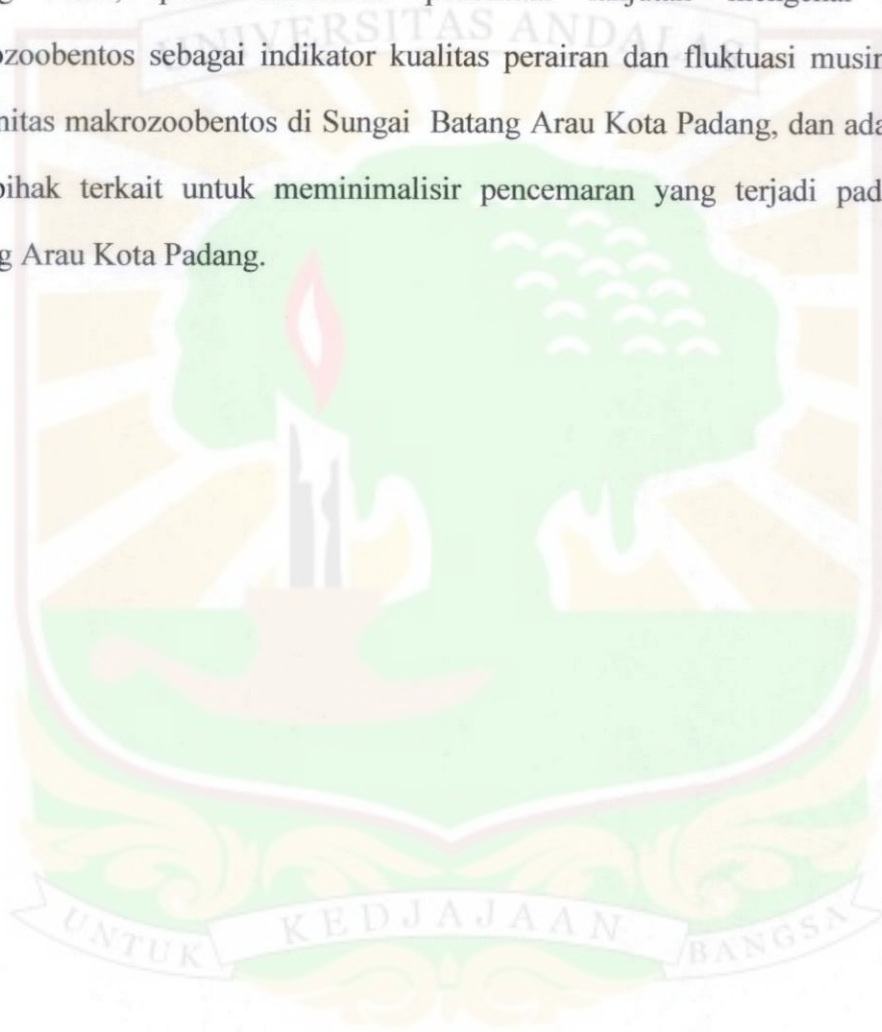 mengenai
zoobentos sebagai indikator kualitas perairan dan fluktuasi musim
nitas makrozoobentos di Sungai Batang Arau Kota Padang, dan ada
pihak terkait untuk meminimalisir pencemaran yang terjadi pad
g Arau Kota Padang.
UNIVERSITAS ANDALAS
UNTUK KEDJAJAAN BANGSA